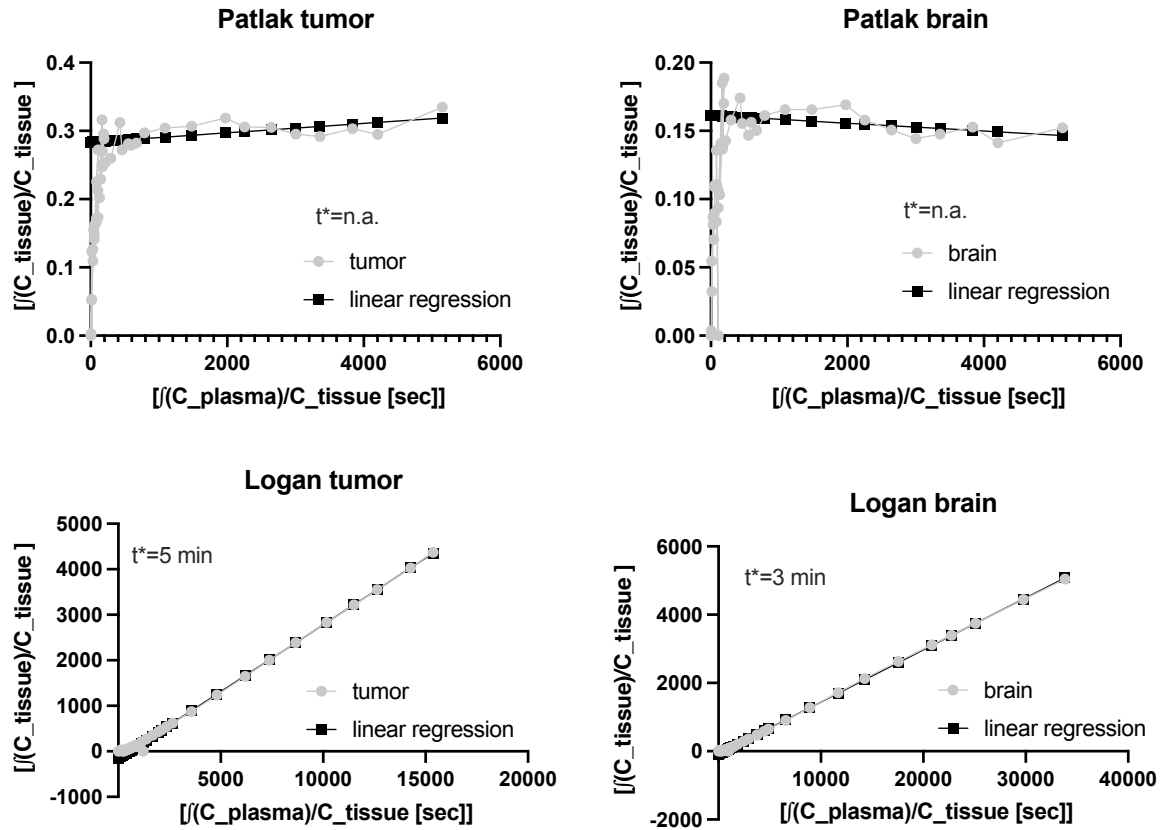 Patlak tumor
[∫(C_tissue)/C_tissue ]
0.4
0.3
0.2
0.1
0.0
t*=n.a.
tumor
linear regression
0
2000
4000
6000
[∫(C_plasma)/C_tissue [sec]]
Patlak brain
[∫(C_tissue)/C_tissue ]
0.20
0.15
0.10
0.05
0.00
t*=n.a.
brain
linear regression
0
2000
4000
6000
[∫(C_plasma)/C_tissue [sec]]
Logan tumor
[∫(C_tissue)/C_tissue ]
5000
4000
3000
2000
1000
0
-1000
t*=5 min
tumor
linear regression
5000
10000
15000
20000
[∫(C_plasma)/C_tissue [sec]]
Logan brain
[∫(C_tissue)/C_tissue ]
6000
4000
2000
0
-2000
t*=3 min
brain
linear regression
10000
20000
30000
40000
[∫(C_plasma)/C_tissue [sec]]